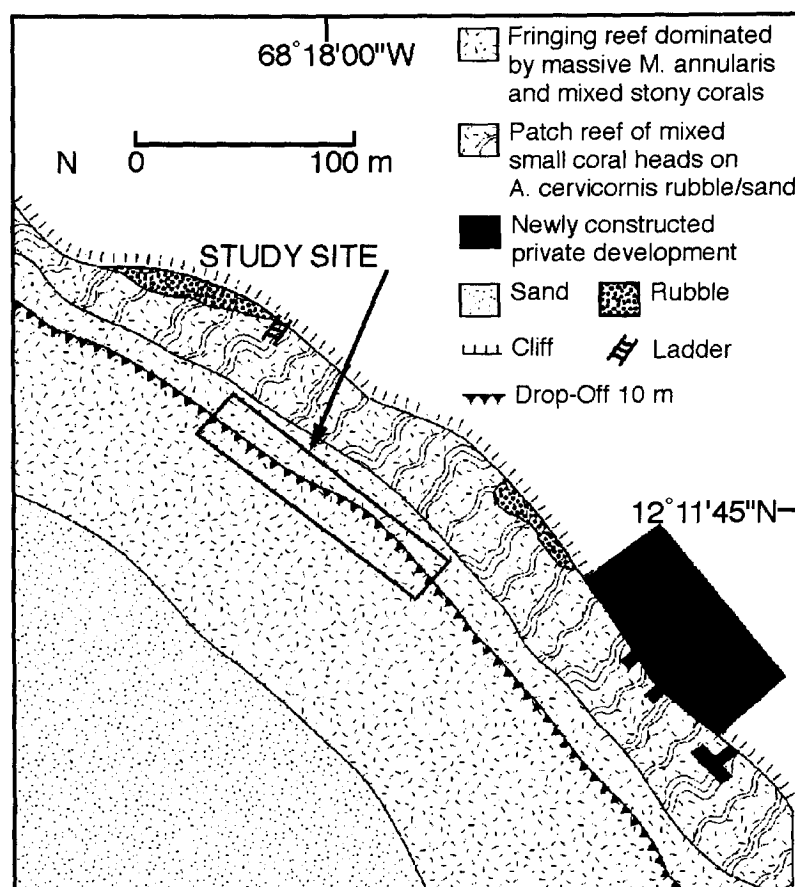 68°18'00"W
N 0 100 m
Fringing reef dominated
by massive M. annularis
and mixed stony corals
Patch reef of mixed
small coral heads on
A. cervicornis rubble/sand
Newly constructed
private development
Sand Rubble
Cliff Ladder
Drop-Off 10 m
STUDY SITE
12°11'45"N